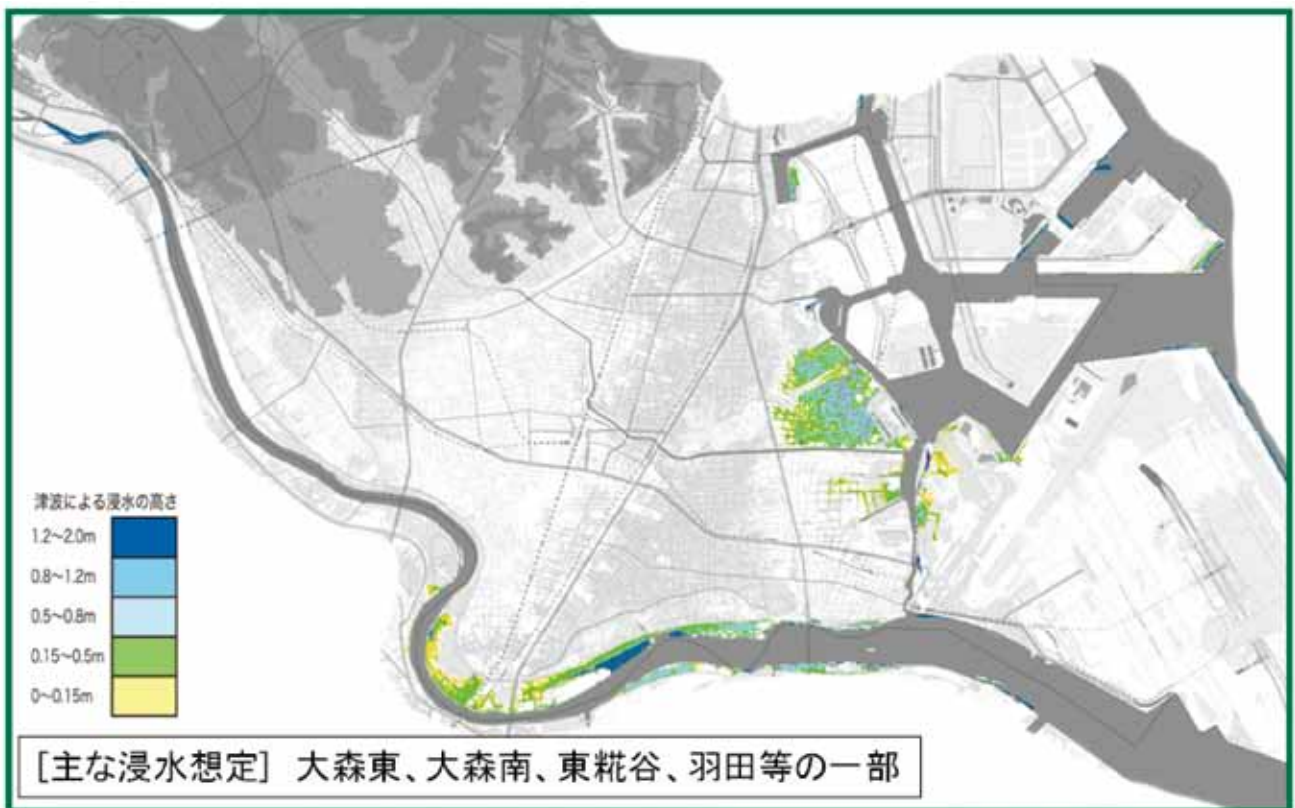 津波による浸水の高さ
1.2～2.0m
0.8～1.2m
0.5～0.8m
0.15～0.5m
0～0.15m
[主な浸水想定] 大森東、大森南、東糀谷、羽田等の一部